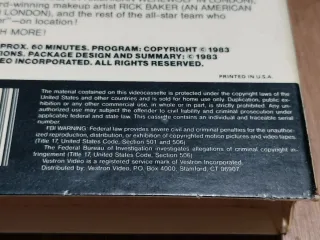 rd-winning makeup artist RICK BAKER (AN AMERICAN
LONDON), and the rest of the all-star team who
R" on location!
H MORE!
PROX. 60 MINUTES. PROGRAM: COPYRIGHT © 1983
IONS. PACKAGE DESIGN AND SUMMARY: © 1983
EO INCORPORATED. ALL RIGHTS RESERVED.
PRINTED IN U.S.A.
The material contained on this videocassette is protected under the copyright laws of the
United States and other countries and is sold for home use only. Duplication, public ex-
hibition or any other commercial use, in whole or in part, is strictly prohibited. Any un-
authorized use may subject the offender to civil liability and criminal prosecution under
applicable federal and state law. This cassette contains an individual and traceable serial
number.
FBI WARNING: Federal law provides severe civil and criminal penalties for the unautho-
rized reproduction, distribution, or exhibition of copyrighted motion pictures and video tapes.
(Title 17, United States Code, Section 501 and 506)
The Federal Bureau of Investigation investigates allegations of criminal copyright in-
fringement (Title 17, United States Code, Section 506)
Vestron Video is a registered service mark of Vestron Incorporated.
Distributed by: Vestron Video, P.O. Box 4000, Stamford, CT 06907